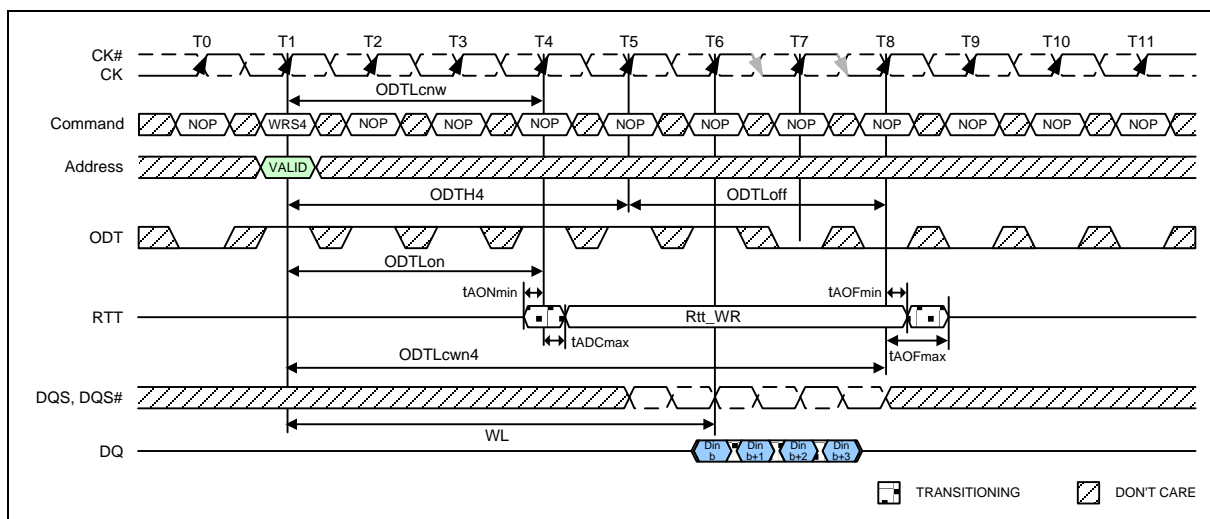 T0 T1 T2 T3 T4 T5 T6 T7 T8 T9 T10 T11
CK#
CK
ODTLcnw
Command NOP WRS4 NOP NOP NOP NOP NOP NOP NOP NOP NOP NOP
Address VALID
ODTH4 ODTLoff
ODT
ODTLon
tAONmin tAOFmin
RTT Rtt_WR
tADCmax tAOFmax
ODTLcwn4
DQS, DQS#
WL
DQ Din b Din b+1 Din b+2 Din b+3
TRANSITIONING DON'T CARE